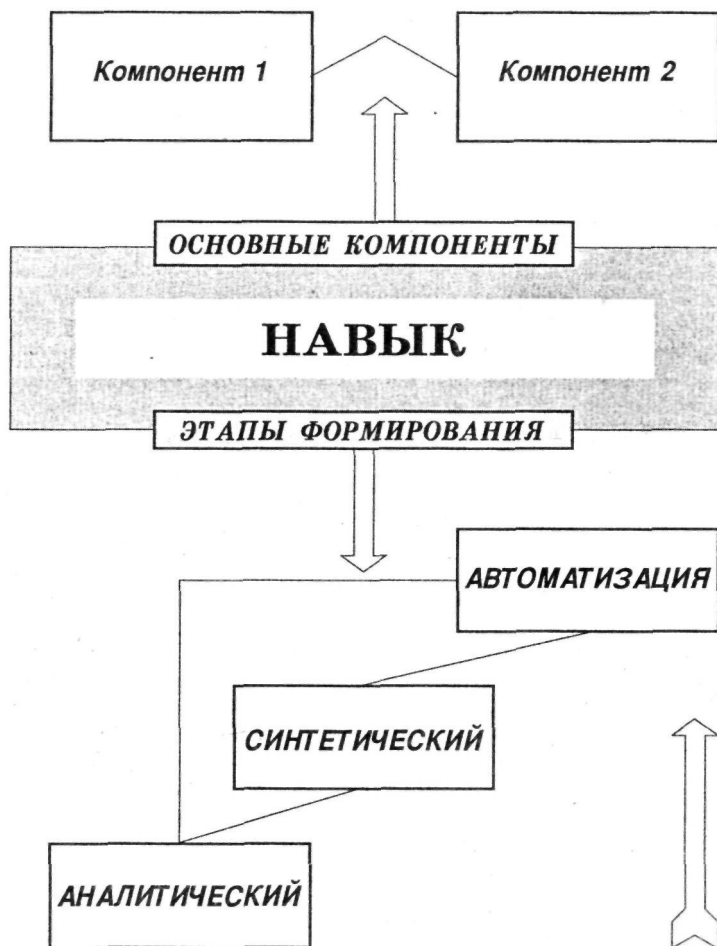 Компонент 1
Компонент 2
ОСНОВНЫЕ КОМПОНЕНТЫ
НАВЫК
ЭТАПЫ ФОРМИРОВАНИЯ
АВТОМАТИЗАЦИЯ
СИНТЕТИЧЕСКИЙ
АНАЛИТИЧЕСКИЙ